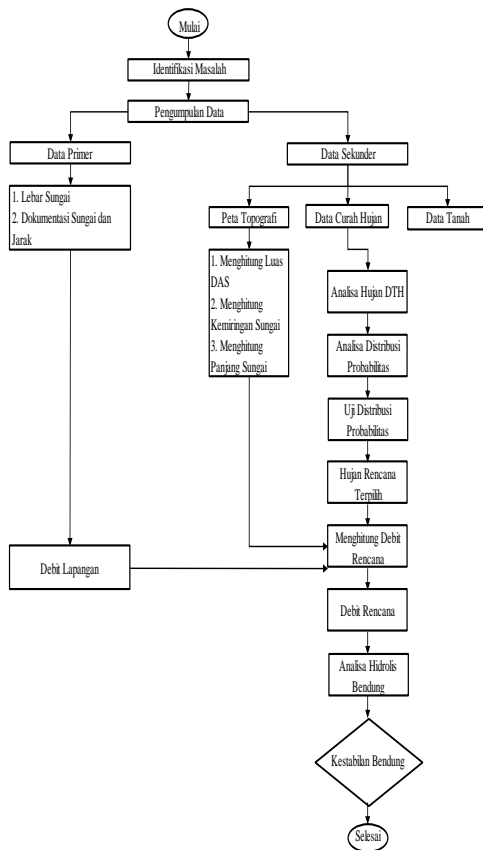 Mulai
Identifikasi Masalah
Pengumpulan Data
Data Primer
Data Sekunder
1. Lebar Sungai
2. Dokumentasi Sungai dan
Jarak
Peta Topografi
Data Curah Hujan
Data Tanah
1. Menghitung Luas
DAS
2. Menghitung
Kemiringan Sungai
3. Menghitung
Panjang Sungai
Analisa Hujan DTH
Analisa Distribusi
Probabilitas
Uji Distribusi
Probabilitas
Hujan Rencana
Terpilih
Menghitung Debit
Rencana
Debit Lapangan
Debit Rencana
Analisa Hidrolis
Bendung
Kestabilan Bendung
Selesai